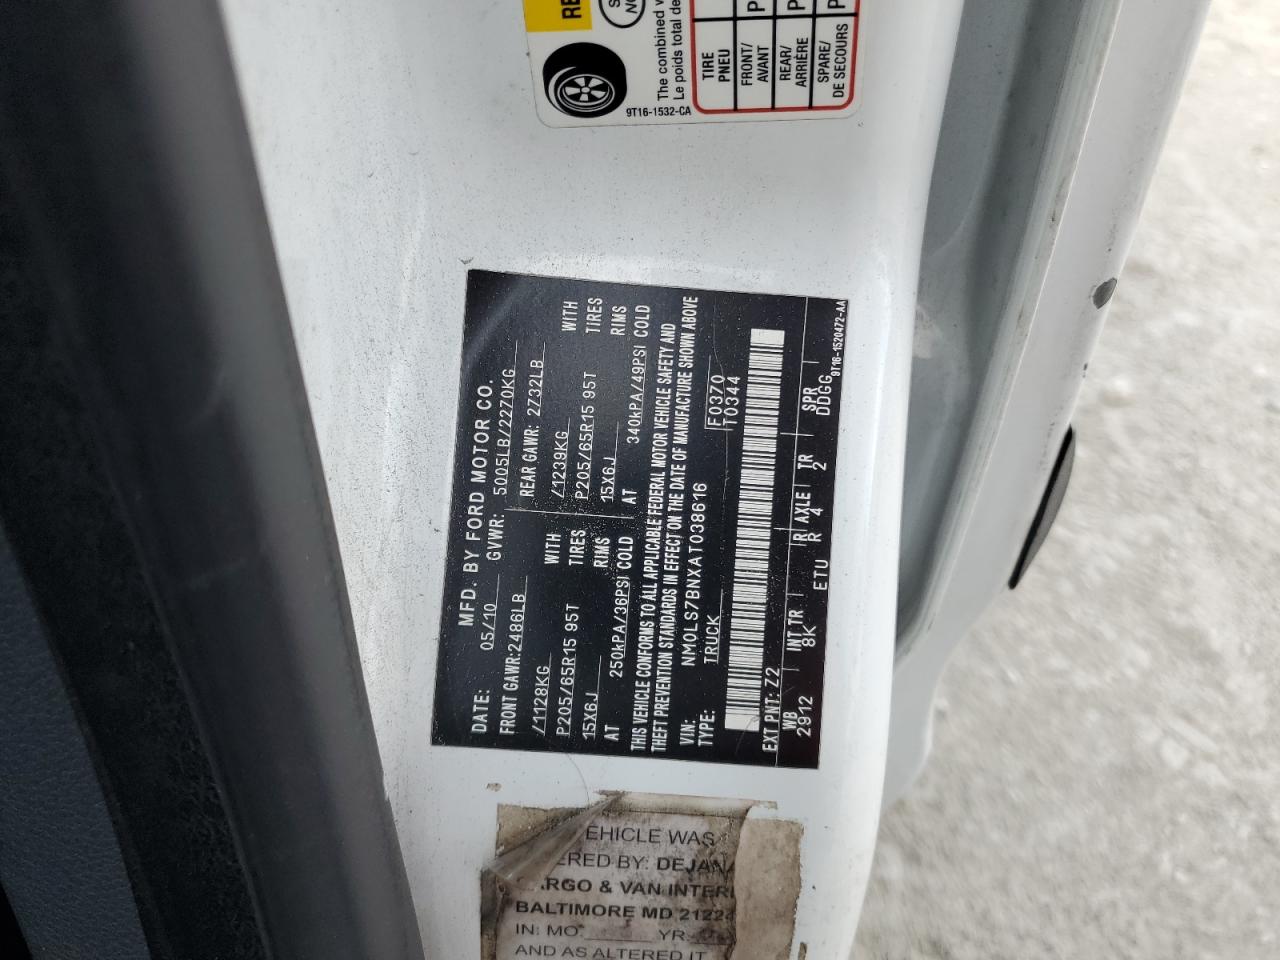 RE
S
NO
The combined w
Le poids total de
TIRE
PNEU
FRONT/
AVANT
P
REAR/
ARRIÈRE
P
SPARE/
DE SECOURS
P
9T16-1532-CA
MFD. BY FORD MOTOR CO.
DATE: 05/10 GVWR: 5005LB/2270KG
FRONT GAWR: 2486LB REAR GAWR: 2732LB
/1128KG WITH /1239KG WITH
P205/65R15 95T TIRES P205/65R15 95T TIRES
15X6J RIMS 15X6J RIMS
AT 250kPA/36PSI COLD AT 340kPA/49PSI COLD
THIS VEHICLE CONFORMS TO ALL APPLICABLE FEDERAL MOTOR VEHICLE SAFETY AND
THEFT PREVENTION STANDARDS IN EFFECT ON THE DATE OF MANUFACTURE SHOWN ABOVE
VIN: NM0LS7BNXAT038616 F0370
TYPE: TRUCK T0344
EXT PNT: Z2
WB INT TR R AXLE TR SPR
2912 8K R 4 2 DDGG
ETU
9T16-1520472-AA
EHICLE WAS
ERED BY: DEJANA
ARGO & VAN INTERI
BALTIMORE MD 21224
IN: MO. YR.
AND AS ALTERED IT